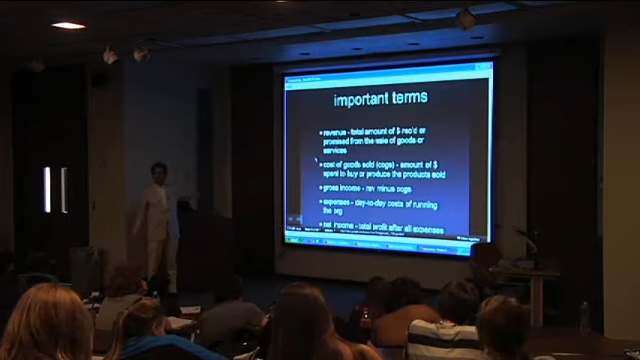 important terms
revenue - total amount of $ rec'd or
promised from the sale of goods or
services
cost of goods sold (cogs) - amount of $
spent to buy or produce the products sold
gross income - rev minus cogs
expenses - day-to-day costs of running
the org
net income - total profit after all expenses